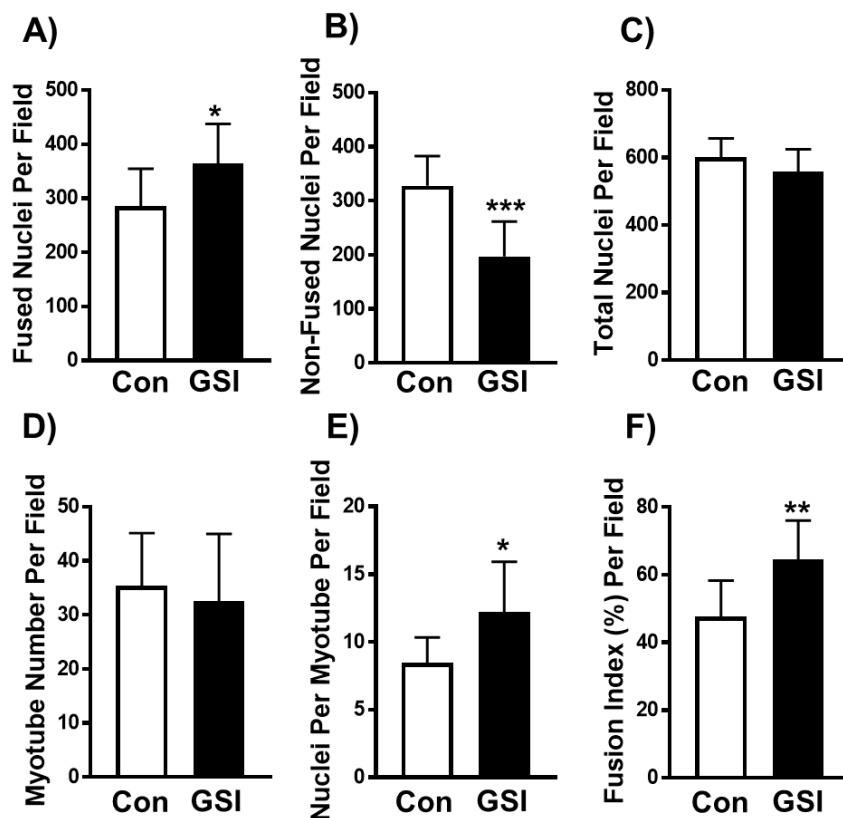 A)
Fused Nuclei Per Field
500
400
300
200
100
0
*
Con GSI
B)
Non-Fused Nuclei Per Field
500
400
300
200
100
0
***
Con GSI
C)
Total Nuclei Per Field
800
600
400
200
0
Con GSI
D)
Myotube Number Per Field
50
40
30
20
10
0
Con GSI
E)
Nuclei Per Myotube Per Field
20
15
10
5
0
*
Con GSI
F)
Fusion Index (%) Per Field
80
60
40
20
0
**
Con GSI